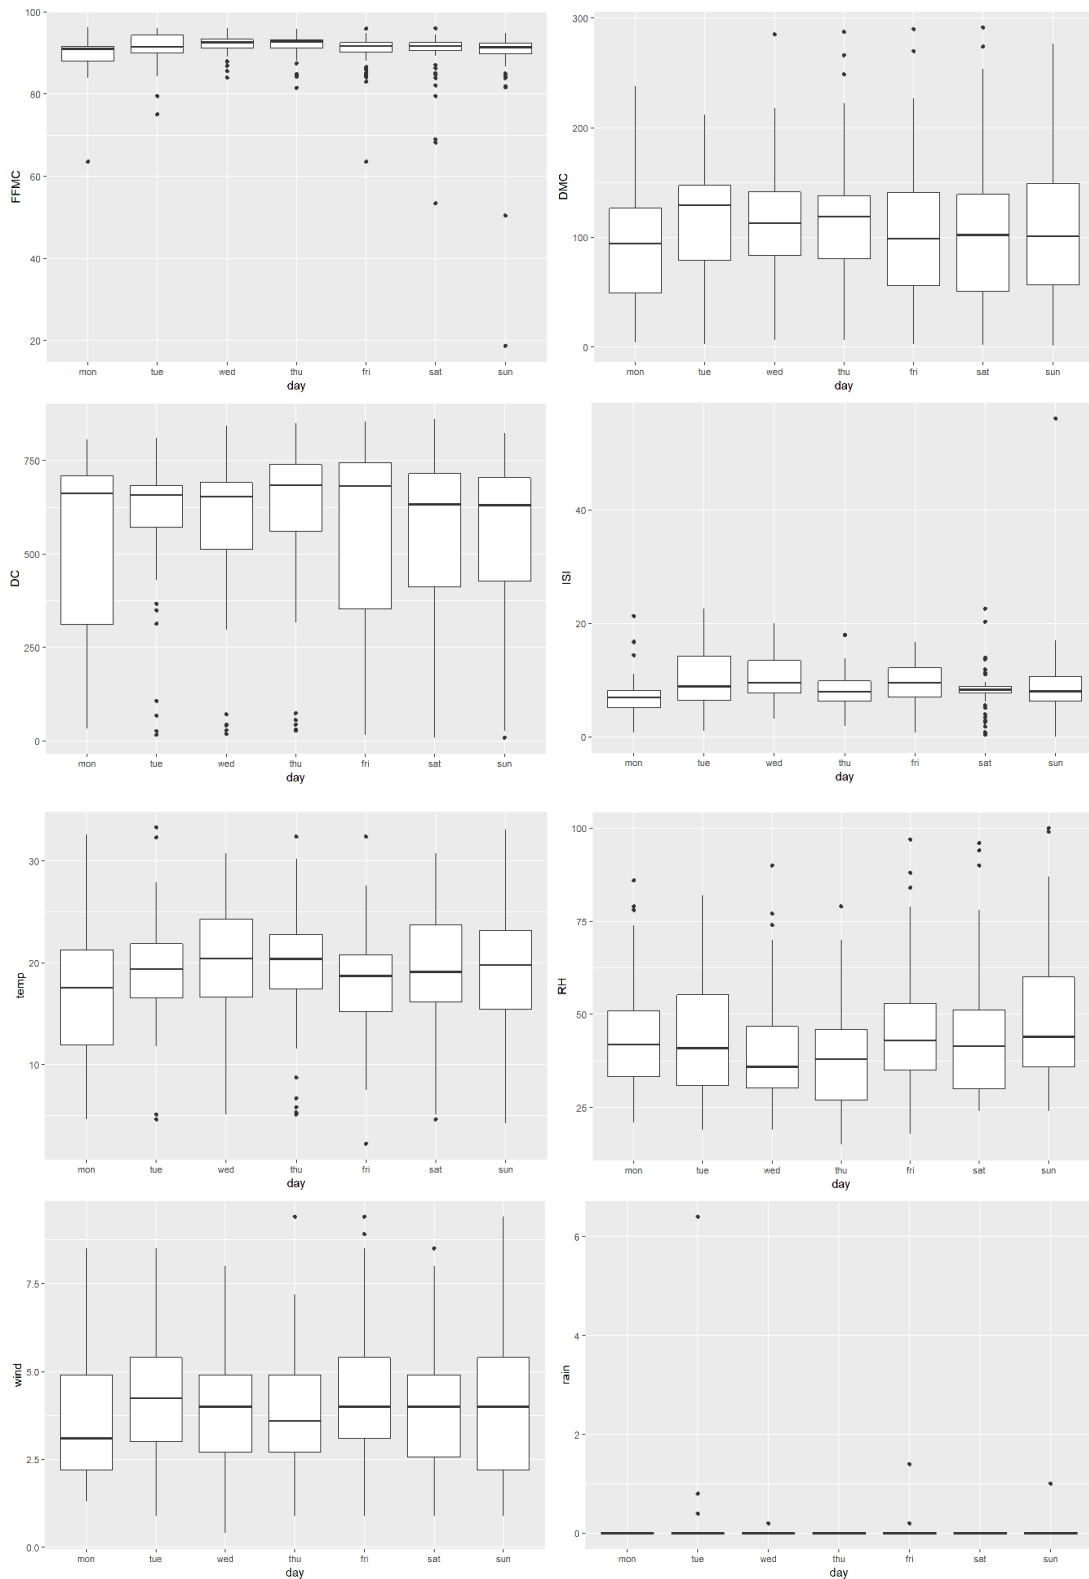 FFMC
100
80
60
40
20
mon tue wed thu fri sat sun
day
DMC
300
200
100
0
mon tue wed thu fri sat sun
day
DC
750
500
250
0
mon tue wed thu fri sat sun
day
ISI
40
20
0
mon tue wed thu fri sat sun
day
temp
30
20
10
mon tue wed thu fri sat sun
day
RH
100
75
50
25
mon tue wed thu fri sat sun
day
wind
7.5
5.0
2.5
0.0
mon tue wed thu fri sat sun
day
rain
6
4
2
0
mon tue wed thu fri sat sun
day